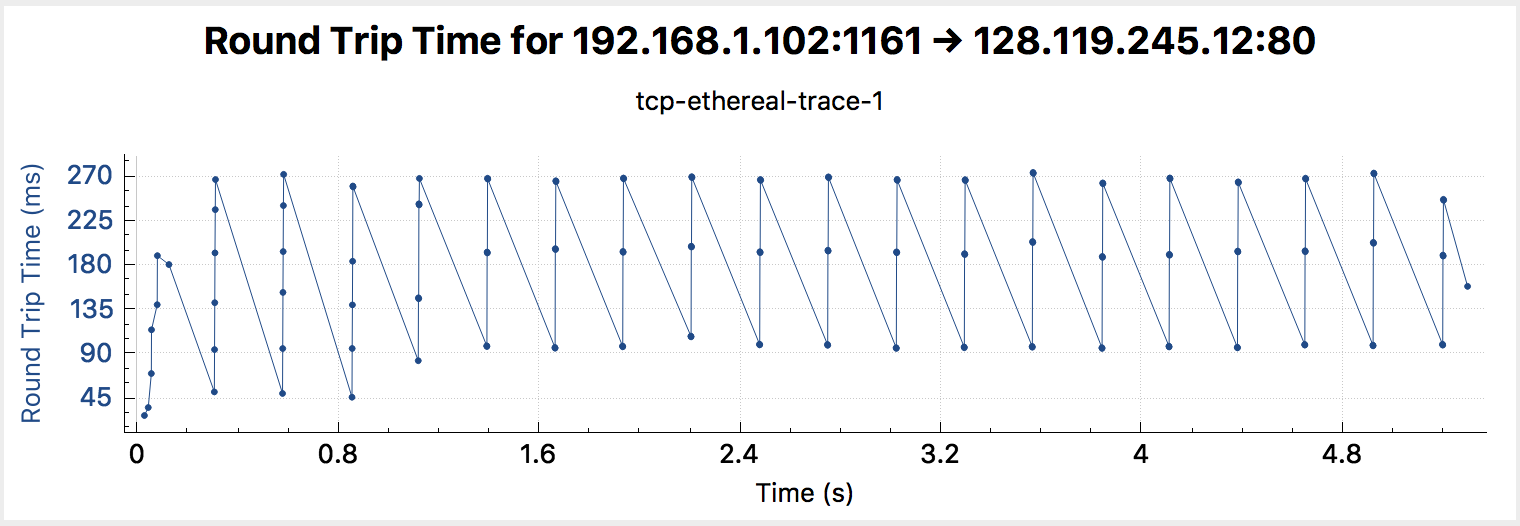 Round Trip Time for 192.168.1.102:1161 → 128.119.245.12:80
tcp-ethereal-trace-1
Round Trip Time (ms)
270
225
180
135
90
45
0 0.8 1.6 2.4 3.2 4 4.8
Time (s)